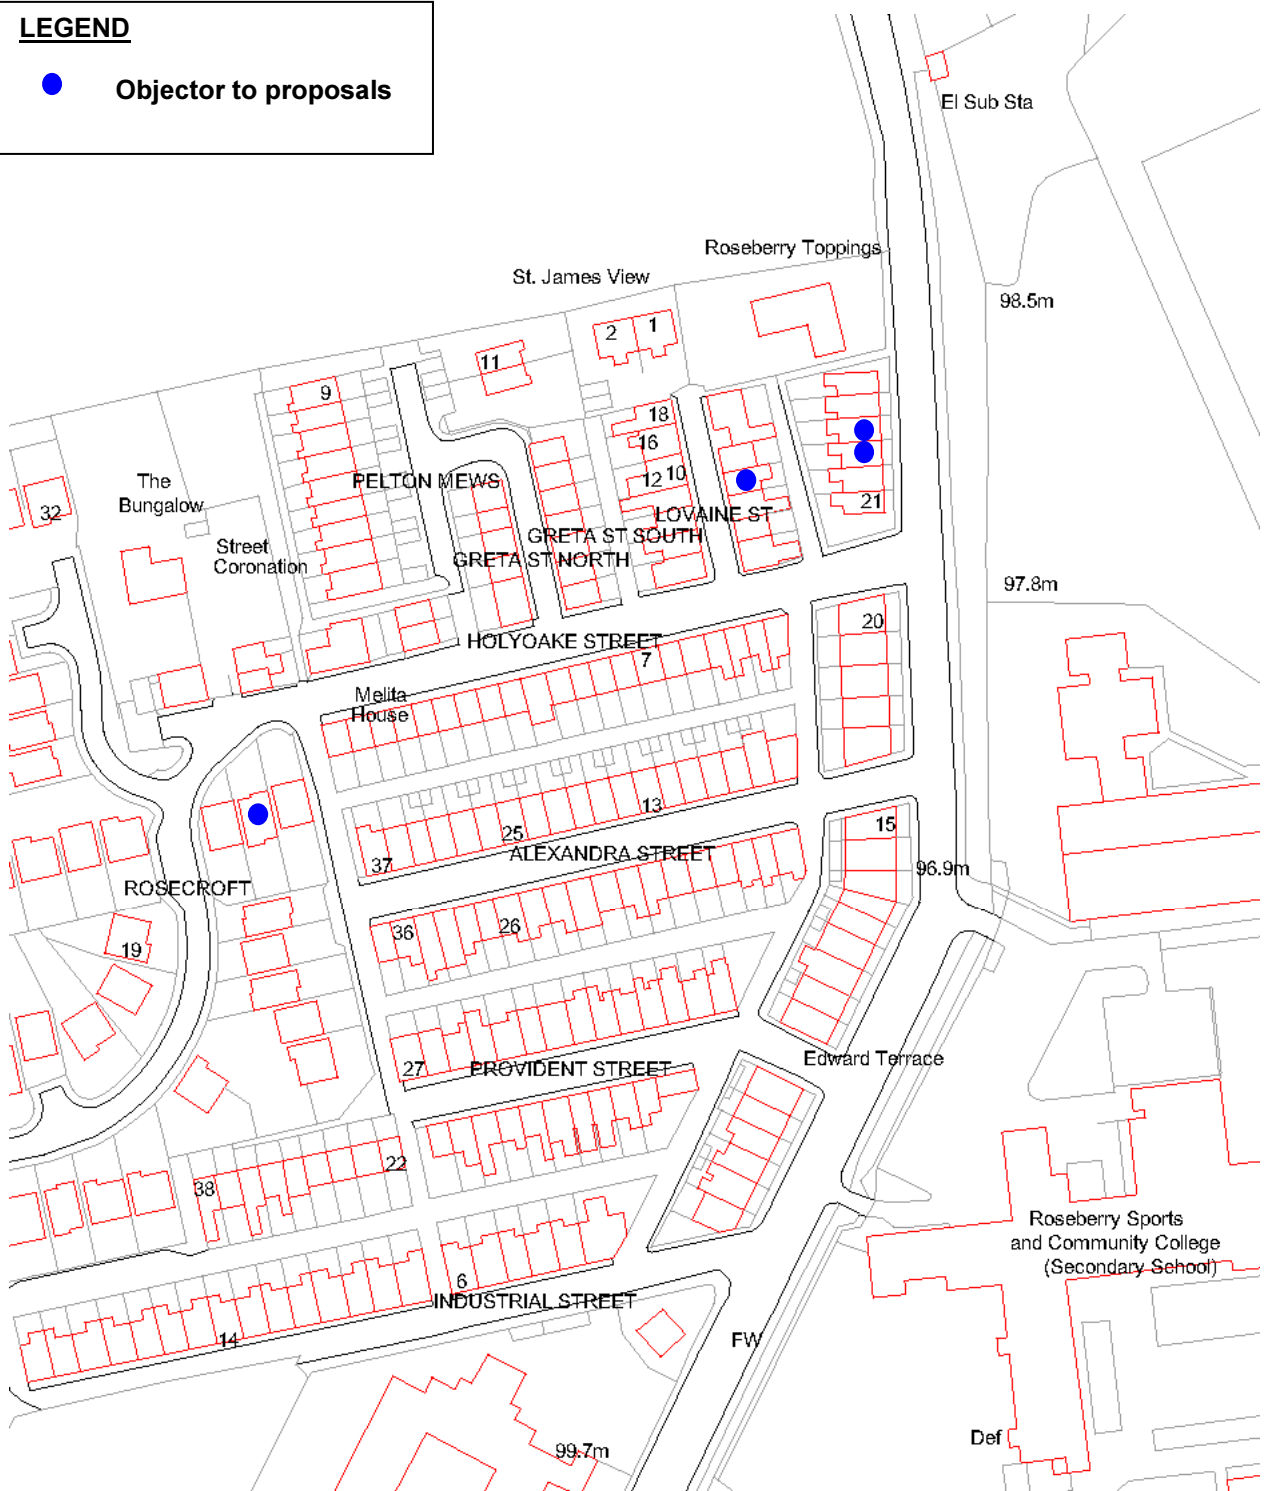 LEGEND
Objector to proposals
El Sub Sta
Roseberry Toppings
St. James View
98.5m
1
2
11
9
18
16
12 10
The
Bungalow
PELTON MEWS
32
LOVAINE ST
21
GRETA ST SOUTH
Street
Coronation
GRETA ST NORTH
97.8m
20
HOLYOAKE STREET
7
Melita
House
13
25
15
ALEXANDRA STREET
37
96.9m
ROSECROFT
26
36
19
Edward Terrace
27
PROVIDENT STREET
22
38
Roseberry Sports
and Community College
(Secondary School)
6
INDUSTRIAL STREET
14
FW
Def
99.7m